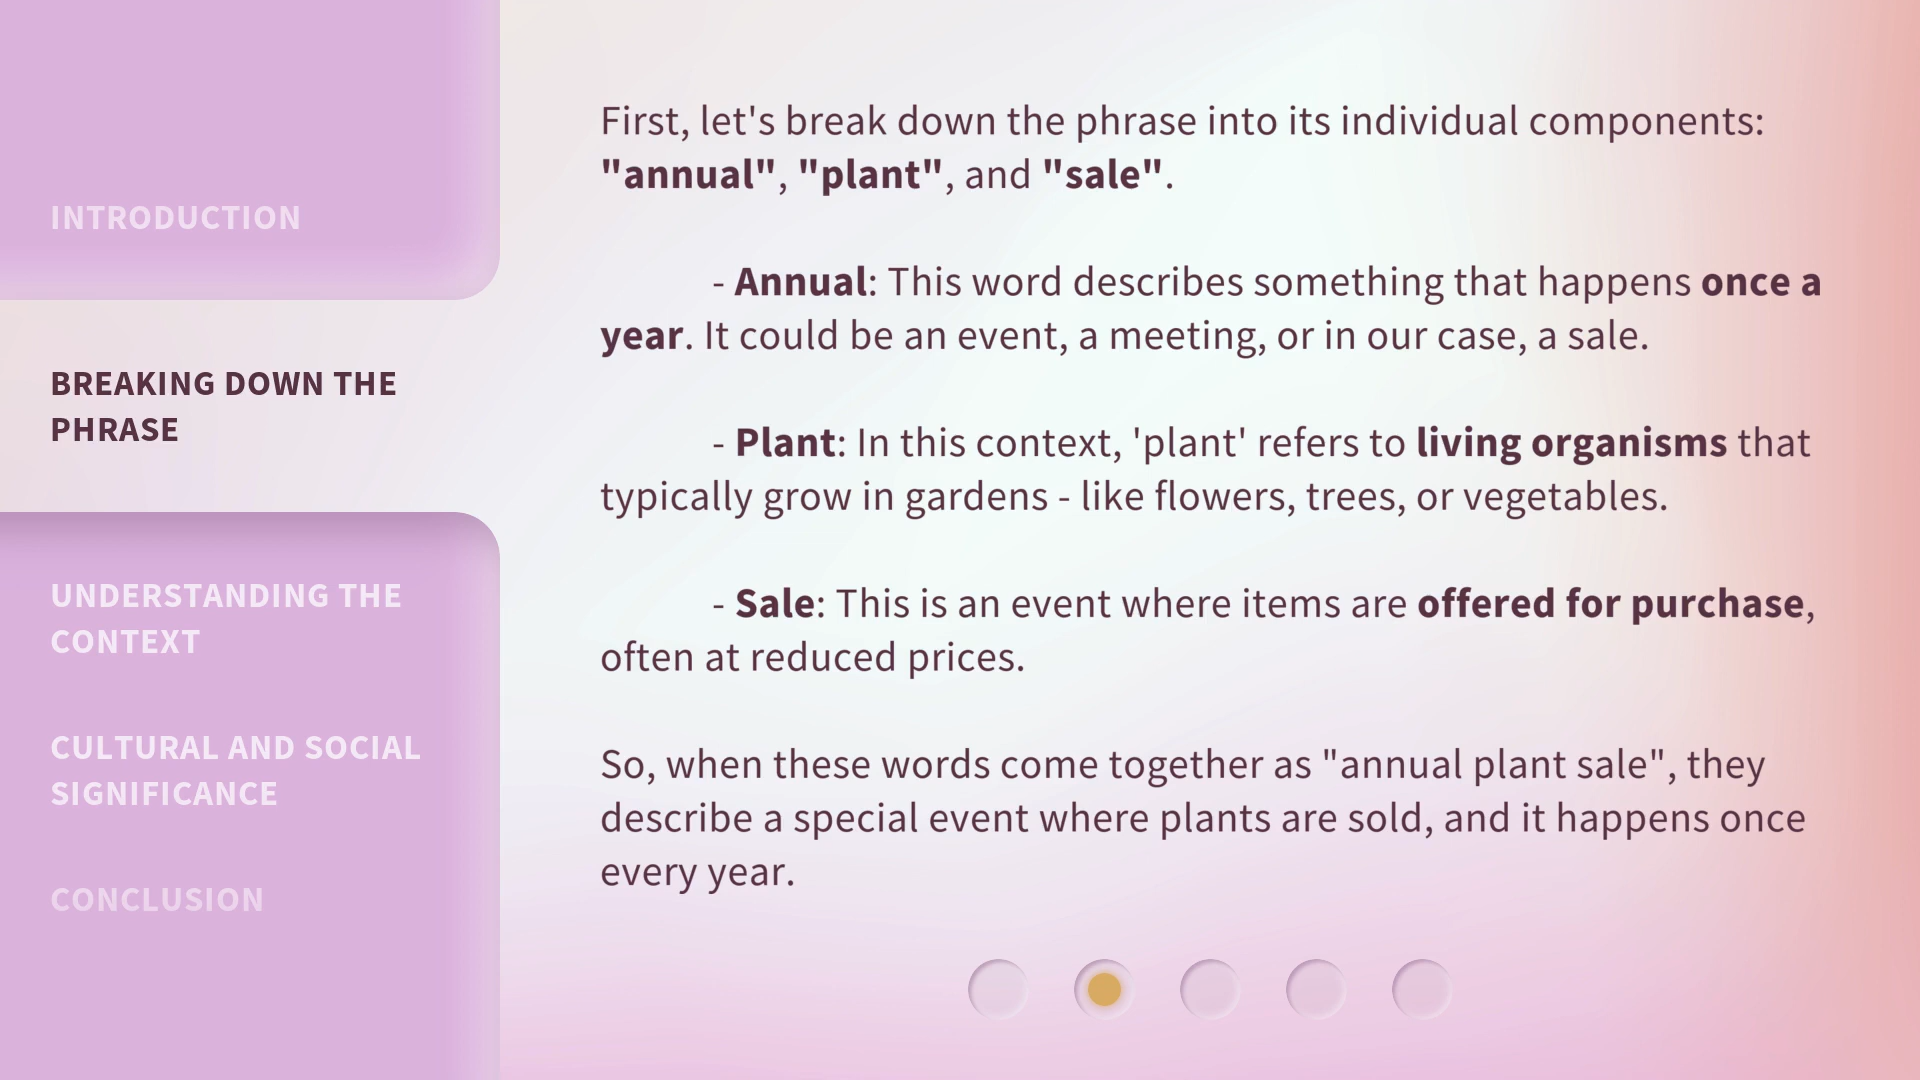 INTRODUCTION
BREAKING DOWN THE
PHRASE
UNDERSTANDING THE
CONTEXT
CULTURAL AND SOCIAL
SIGNIFICANCE
CONCLUSION
First, let's break down the phrase into its individual components:
"annual", "plant", and "sale".
- Annual: This word describes something that happens once a
year. It could be an event, a meeting, or in our case, a sale.
- Plant: In this context, 'plant' refers to living organisms that
typically grow in gardens - like flowers, trees, or vegetables.
- Sale: This is an event where items are offered for purchase,
often at reduced prices.
So, when these words come together as "annual plant sale", they
describe a special event where plants are sold, and it happens once
every year.